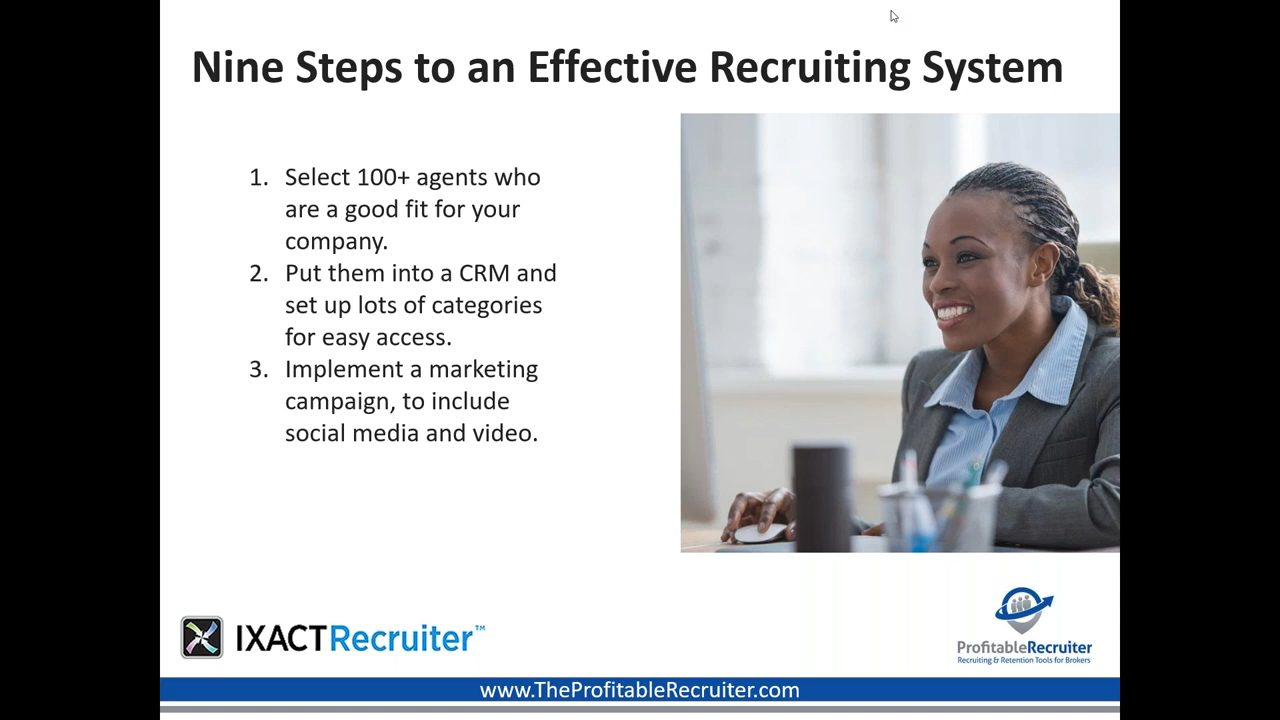 Nine Steps to an Effective Recruiting System
1. Select 100+ agents who
are a good fit for your
company.
2. Put them into a CRM and
set up lots of categories
for easy access.
3. Implement a marketing
campaign, to include
social media and video.
IXACTRecruiter™
ProfitableRecruiter
Recruiting & Retention Tools for Brokers
www.TheProfitableRecruiter.com